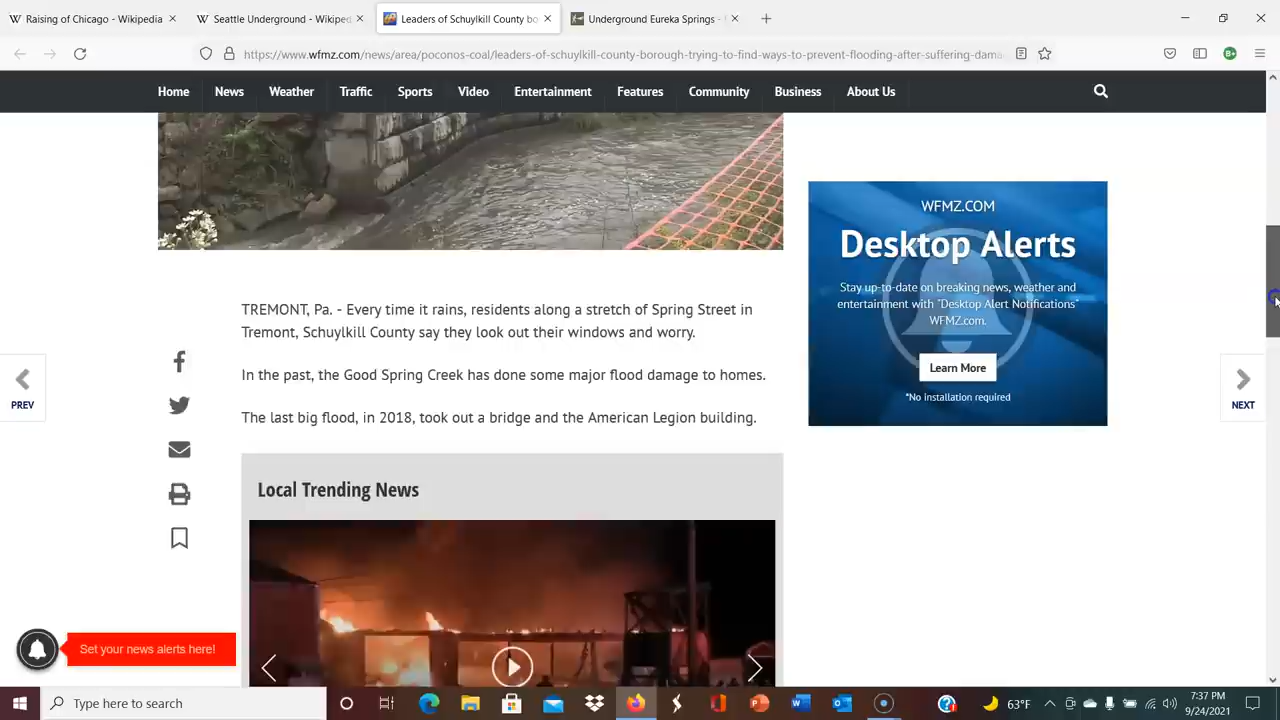 Raising of Chicago - Wikipedia
Seattle Underground - Wikiped
Leaders of Schuylkill County bo
Underground Eureka Springs -
https://www.wfmz.com/news/area/poconos-coal/leaders-of-schuylkill-county-borough-trying-to-find-ways-to-prevent-flooding-after-suffering-dama
Home News Weather Traffic Sports Video Entertainment Features Community Business About Us
WFMZ.COM
Desktop Alerts
Stay up-to-date on breaking news, weather and
entertainment with "Desktop Alert Notifications"
WFMZ.com.
Learn More
*No installation required
TREMONT, Pa. - Every time it rains, residents along a stretch of Spring Street in
Tremont, Schuylkill County say they look out their windows and worry.
In the past, the Good Spring Creek has done some major flood damage to homes.
The last big flood, in 2018, took out a bridge and the American Legion building.
PREV
NEXT
Local Trending News
Set your news alerts here!
Type here to search
63°F
7:37 PM
9/24/2021